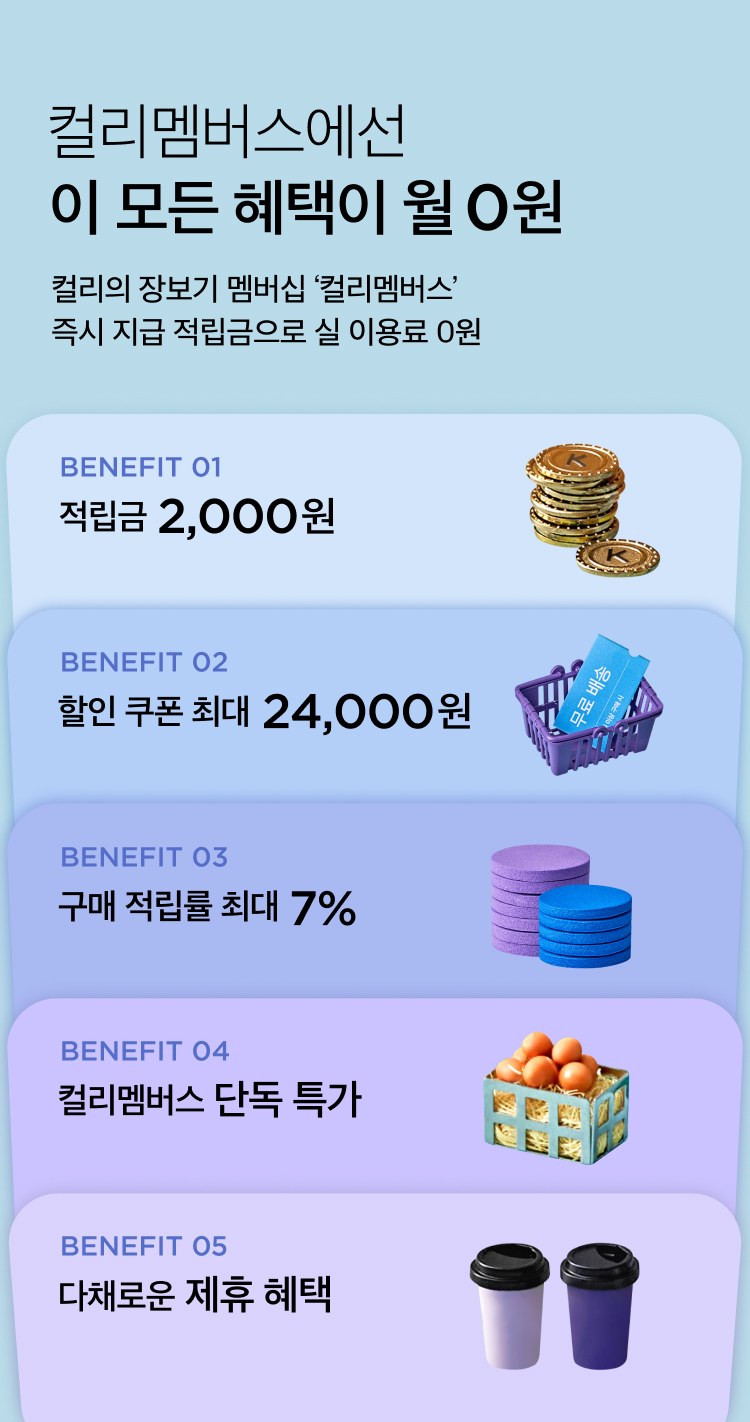 컬리멤버스에선
이 모든 혜택이 월 0원
컬리의 장보기 멤버십 ‘컬리멤버스’
즉시 지급 적립금으로 실 이용료 0원
BENEFIT 01
적립금 2,000원
K
K
BENEFIT 02
할인 쿠폰 최대 24,000원
무료 배송
이상 구매 시
BENEFIT 03
구매 적립률 최대 7%
BENEFIT 04
컬리멤버스 단독 특가
BENEFIT 05
다채로운 제휴 혜택